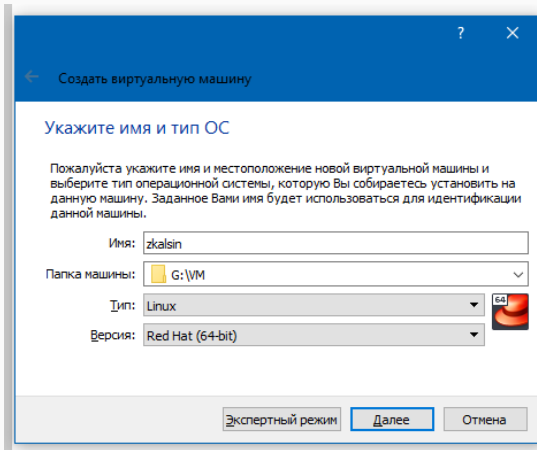 ?
Создать виртуальную машину
Укажите имя и тип ОС
Пожалуйста укажите имя и местоположение новой виртуальной машины и
выберите тип операционной системы, которую Вы собираетесь установить на
данную машину. Заданное Вами имя будет использоваться для идентификации
данной машины.
Имя: zkalsin
Папка машины: G:\VM
Тип: Linux
64
Версия: Red Hat (64-bit)
Экспертный режим Далее Отмена